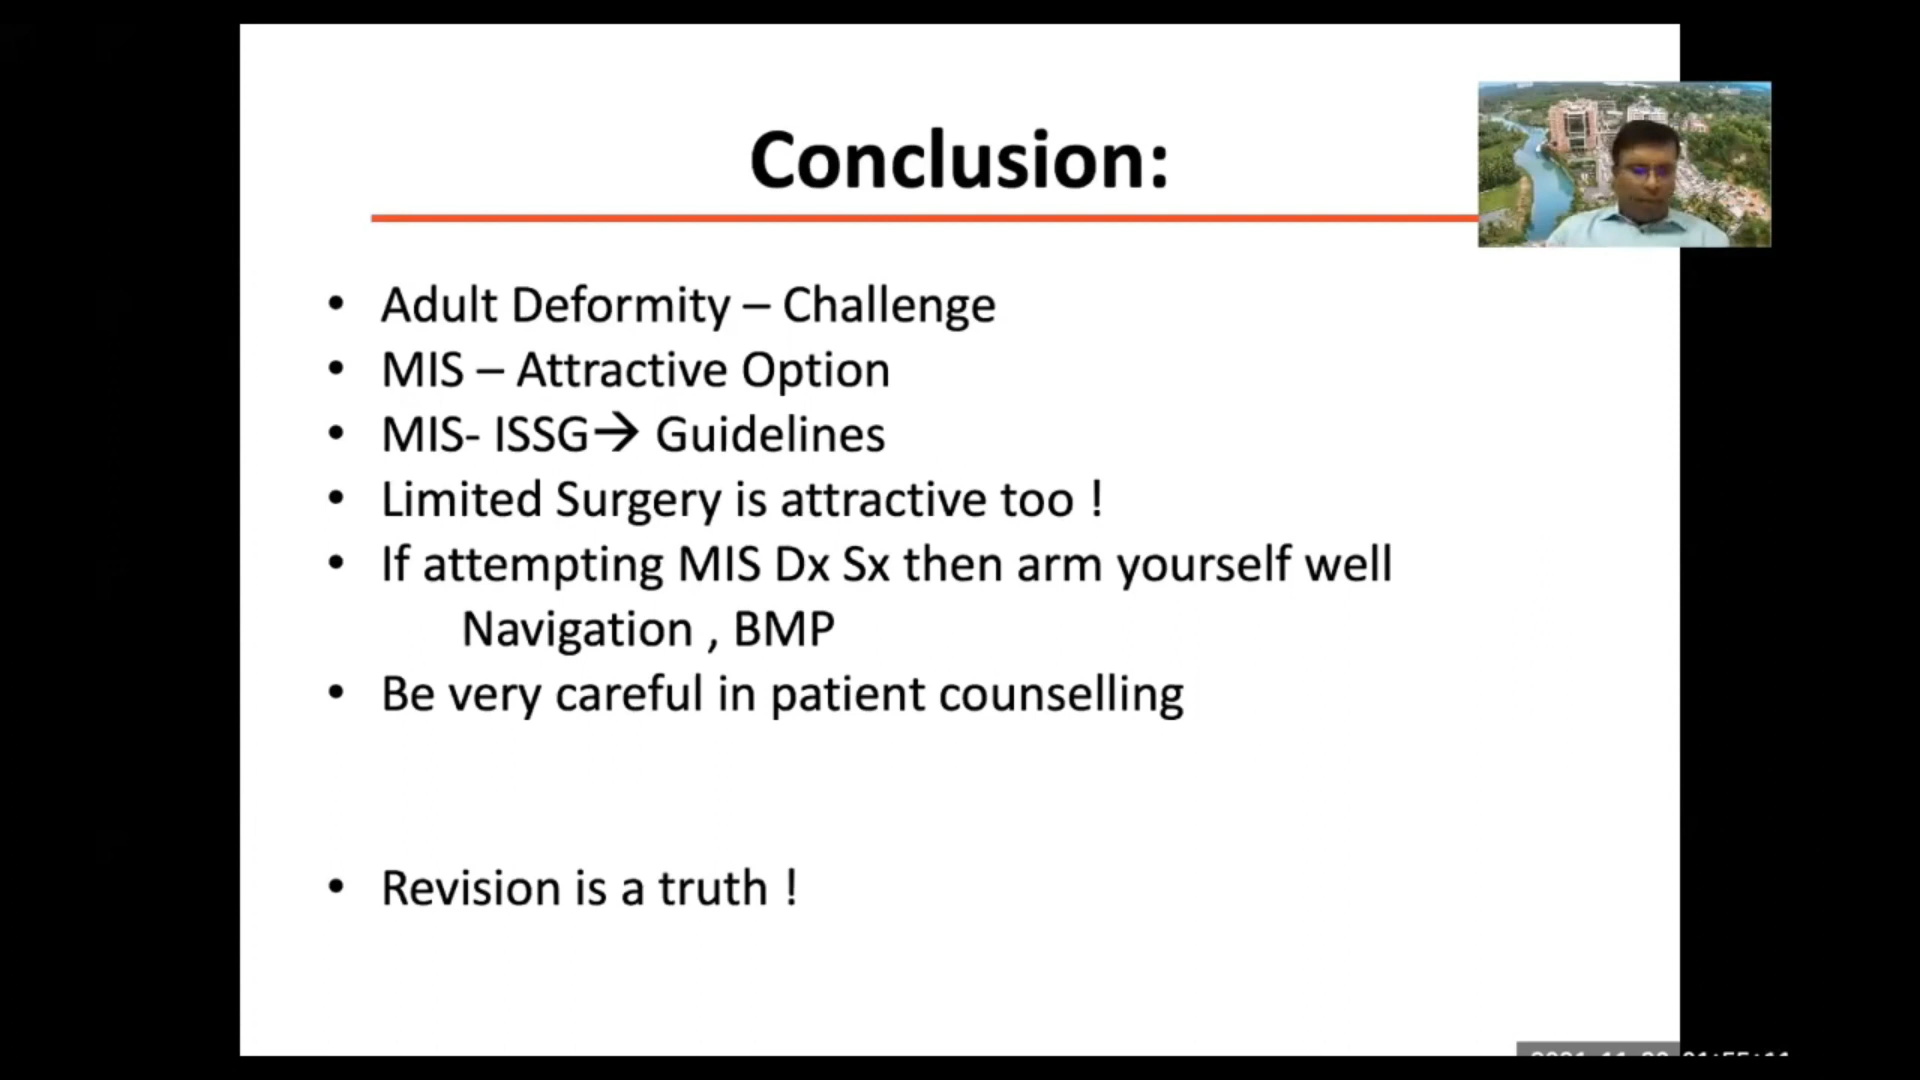 Conclusion:
• Adult Deformity – Challenge
• MIS – Attractive Option
• MIS- ISSG→ Guidelines
• Limited Surgery is attractive too !
• If attempting MIS Dx Sx then arm yourself well
Navigation , BMP
• Be very careful in patient counselling
• Revision is a truth !